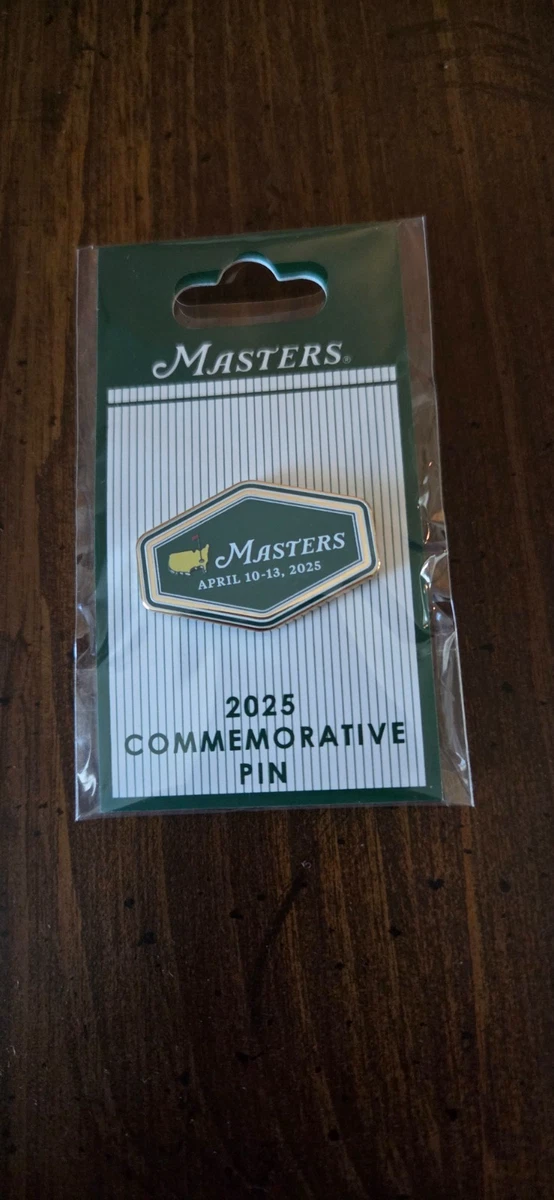 MASTERS®
MASTERS
APRIL 10-13, 2025
2025
COMMEMORATIVE
PIN